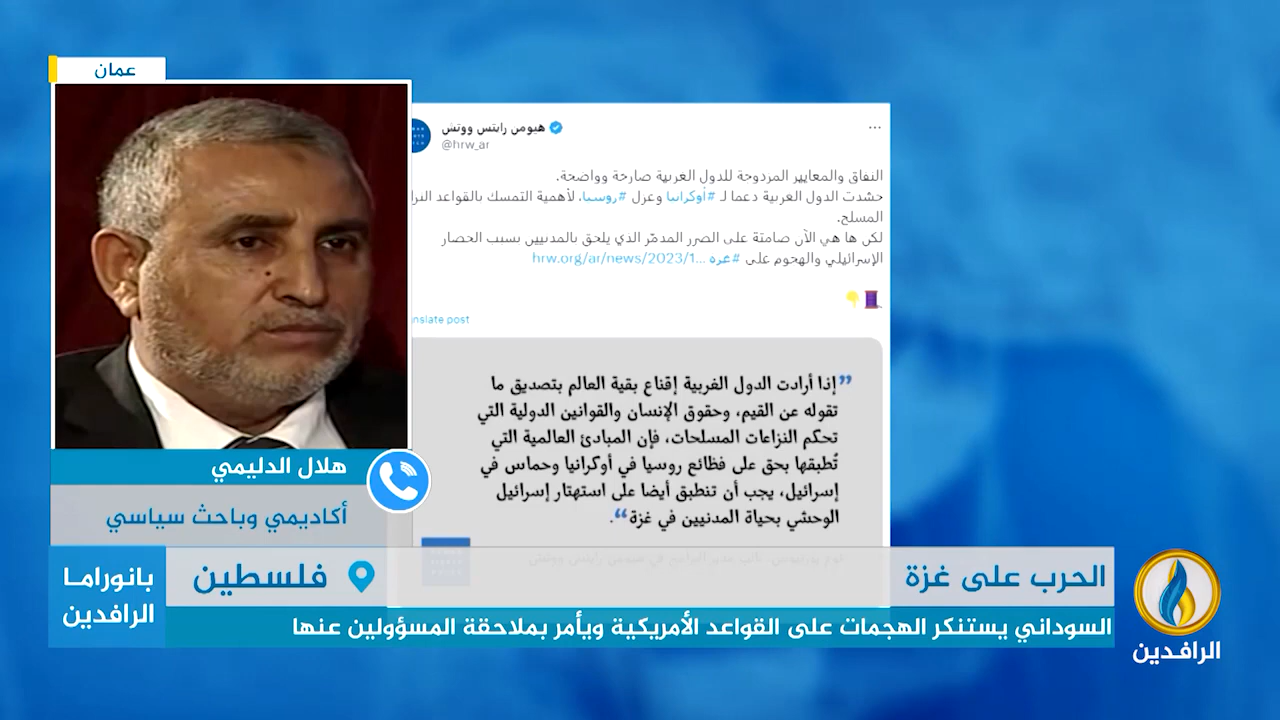 عمان
هيومن رايتس ووتش
@hrw_ar
النفاق والمعايير المزدوجة للدول الغربية صارخة وواضحة.
حشدت الدول الغربية دعما لـ #أوكرانيا وعزل #روسيا، لأهمية التمسك بالقواعد
المسلح.
لكن ها هي الآن صامتة على الضرر المدمّر الذي يلحق بالمدنيين بسبب الحصار
الإسرائيلي والهجوم على #غزة ...hrw.org/ar/news/2023/1
nslate post
”إذا أرادت الدول الغربية إقناع بقية العالم بتصديق ما
تقوله عن القيم، وحقوق الإنسان والقوانين الدولية التي
تحكم النزاعات المسلحات، فإن المبادئ العالمية التي
تُطبقها بحق على فظائع روسيا في أوكرانيا وحماس في
إسرائيل، يجب أن تنطبق أيضا على استهتار إسرائيل
الوحشي بحياة المدنيين في غزة“.
هلال الدليمي
أكاديمي وباحث سياسي
الحرب على غزة
فلسطين
بانوراما
الرافدين
السوداني يستنكر الهجمات على القواعد الأمريكية ويأمر بملاحقة المسؤولين عنها
الرافدين